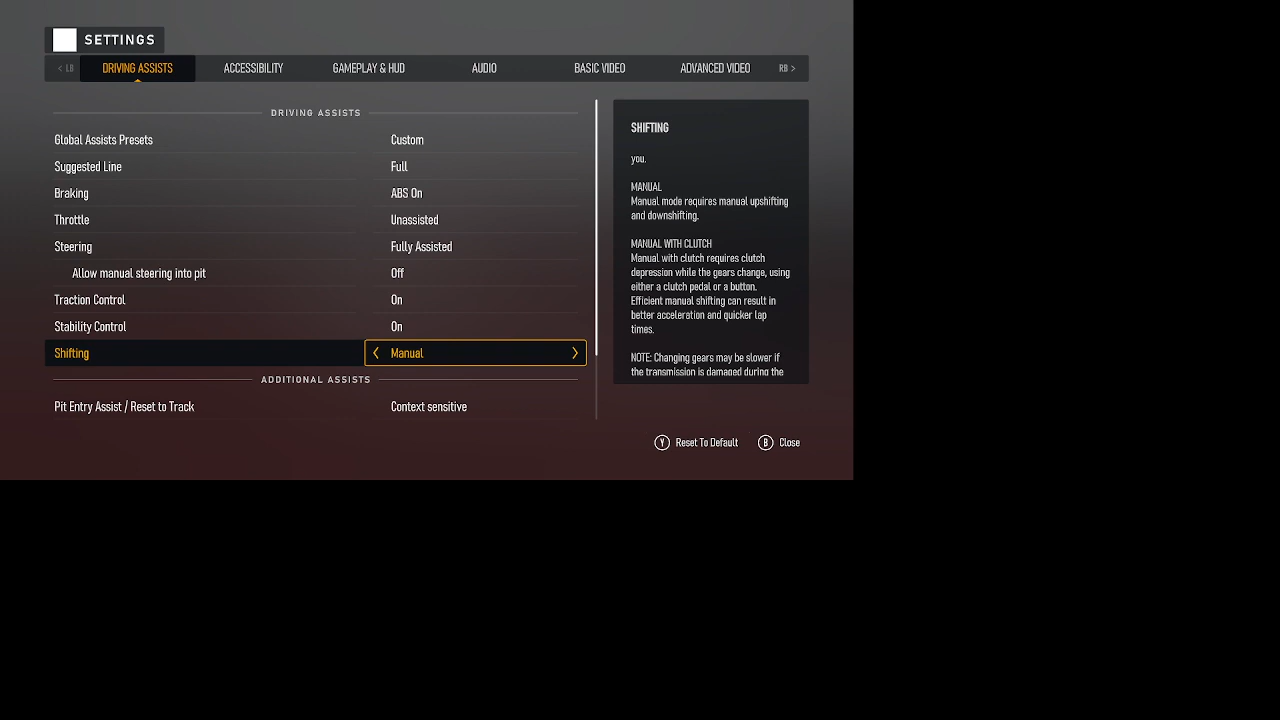 SETTINGS
< LB DRIVING ASSISTS ACCESSIBILITY GAMEPLAY & HUD AUDIO BASIC VIDEO ADVANCED VIDEO RB >
DRIVING ASSISTS
Global Assists Presets Custom
Suggested Line Full
Braking ABS On
Throttle Unassisted
Steering Fully Assisted
Allow manual steering into pit Off
Traction Control On
Stability Control On
Shifting < Manual >
ADDITIONAL ASSISTS
Pit Entry Assist / Reset to Track Context sensitive
SHIFTING
you.
MANUAL
Manual mode requires manual upshifting
and downshifting.
MANUAL WITH CLUTCH
Manual with clutch requires clutch
depression while the gears change, using
either a clutch pedal or a button.
Efficient manual shifting can result in
better acceleration and quicker lap
times.
NOTE: Changing gears may be slower if
the transmission is damaged during the
Y Reset To Default B Close